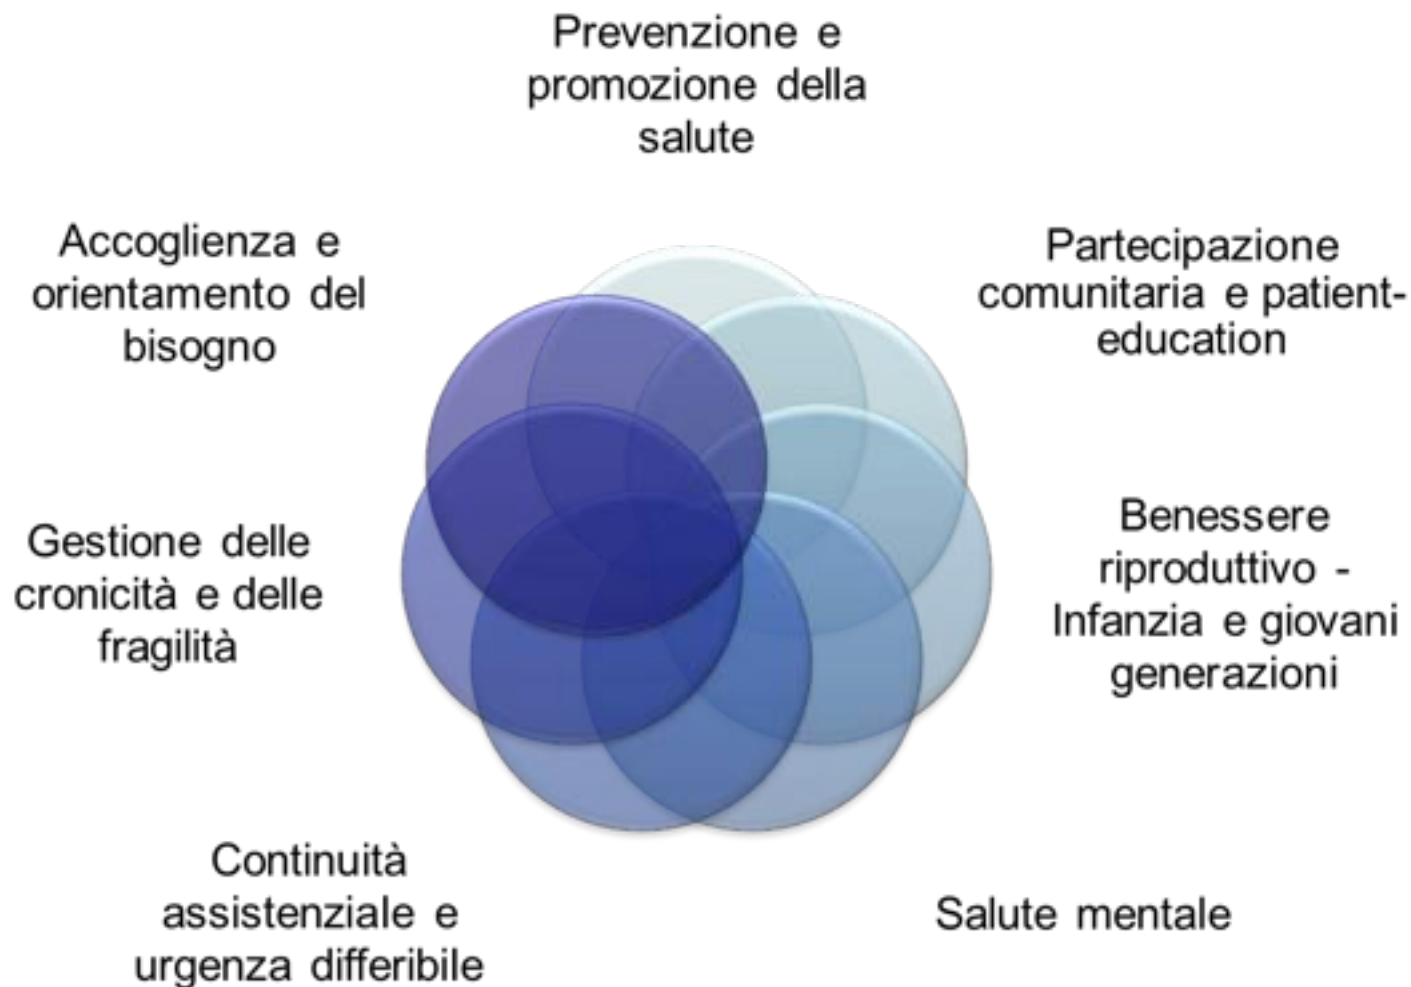 Prevenzione e
promozione della
salute
Accoglienza e
orientamento del
bisogno
Partecipazione
comunitaria e patient-
education
Gestione delle
cronicità e delle
fragilità
Benessere
riproduttivo -
Infanzia e giovani
generazioni
Continuità
assistenziale e
urgenza differibile
Salute mentale